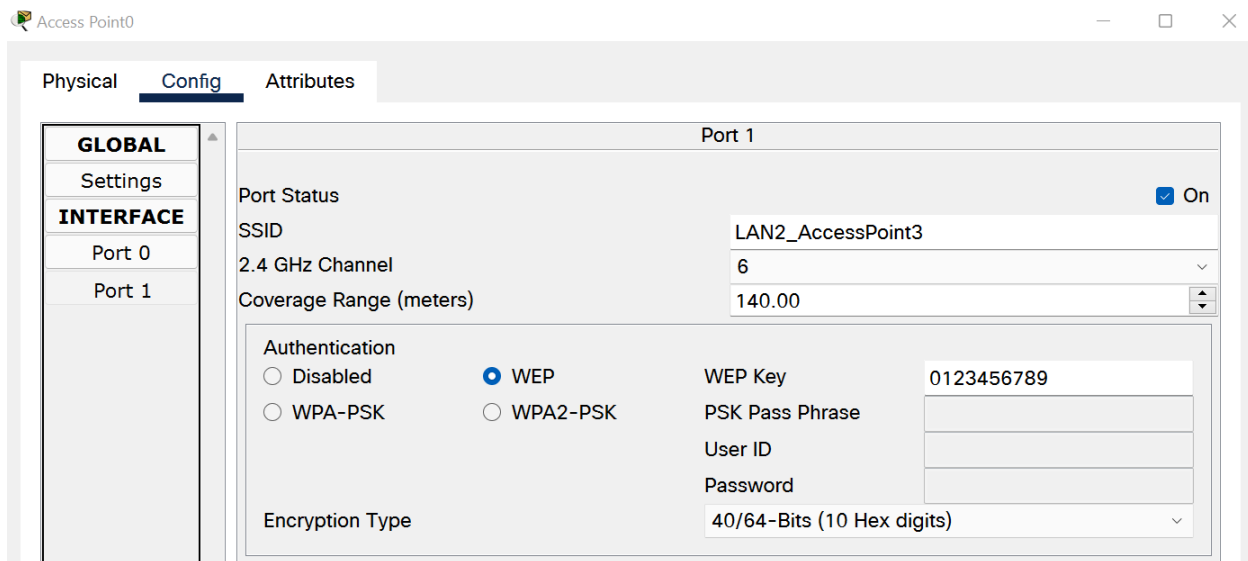 Access Point0
Physical Config Attributes
GLOBAL
Settings
INTERFACE
Port 0
Port 1
Port 1
Port Status On
SSID LAN2_AccessPoint3
2.4 GHz Channel 6
Coverage Range (meters) 140.00
Authentication
Disabled WEP WEP Key 0123456789
WPA-PSK WPA2-PSK PSK Pass Phrase
User ID
Password
Encryption Type 40/64-Bits (10 Hex digits)